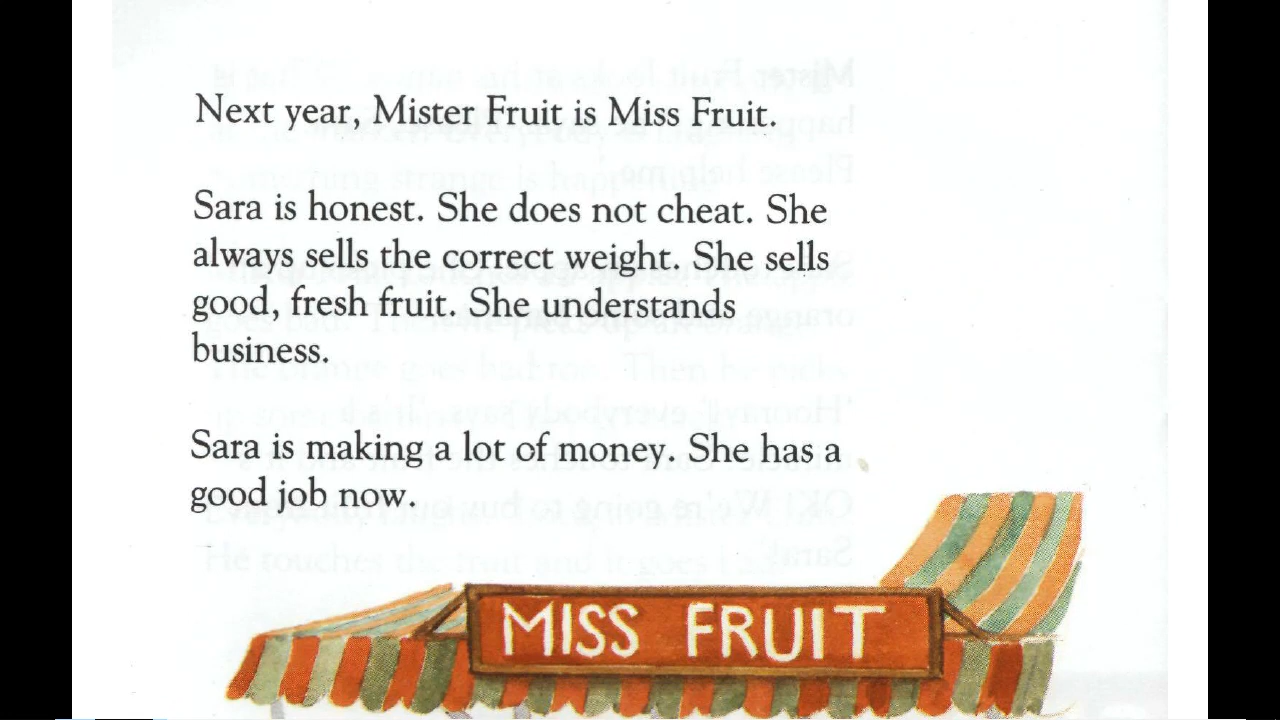 Next year, Mister Fruit is Miss Fruit.
Sara is honest. She does not cheat. She
always sells the correct weight. She sells
good, fresh fruit. She understands
business.
Sara is making a lot of money. She has a
good job now.
MISS FRUIT